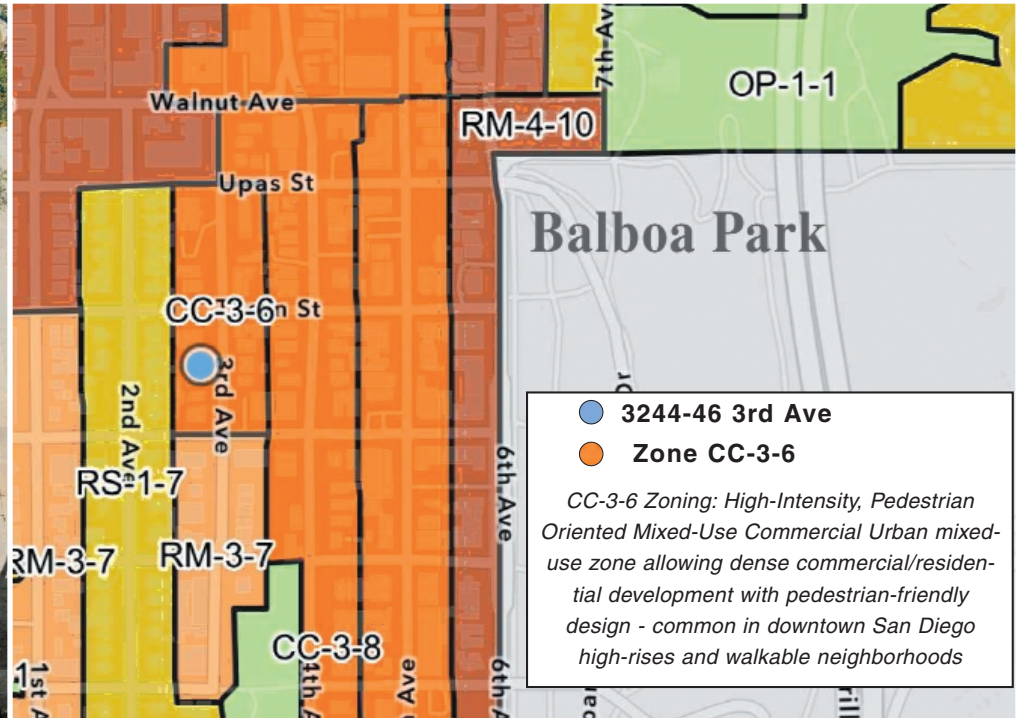 7th Av
OP-1-1
Walnut Ave
RM-4-10
Upas St
Balboa Park
CC-3-6
n St
3rd Ave
2nd Ave
Dr
3244-46 3rd Ave
Zone CC-3-6
CC-3-6 Zoning: High-Intensity, Pedestrian
Oriented Mixed-Use Commercial Urban mixed-
use zone allowing dense commercial/residen-
tial development with pedestrian-friendly
design - common in downtown San Diego
high-rises and walkable neighborhoods
RS-1-7
6th Ave
RM-3-7
RM-3-7
CC-3-8
1st A
4th A
Ave
6th A